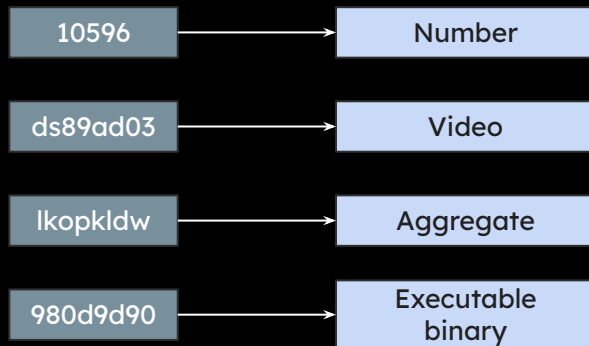 10596
Number
ds89ad03
Video
lkopkldw
Aggregate
980d9d90
Executable
binary